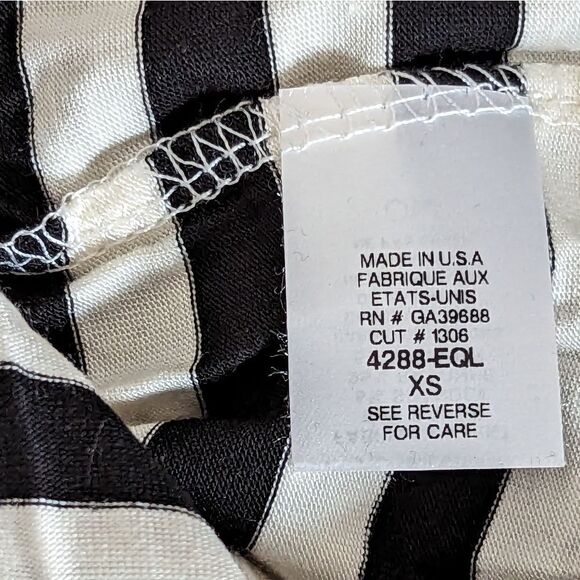 MADE IN U.S.A
FABRIQUE AUX
ETATS-UNIS
RN # GA39688
CUT # 1306
4288-EQL
XS
SEE REVERSE
FOR CARE